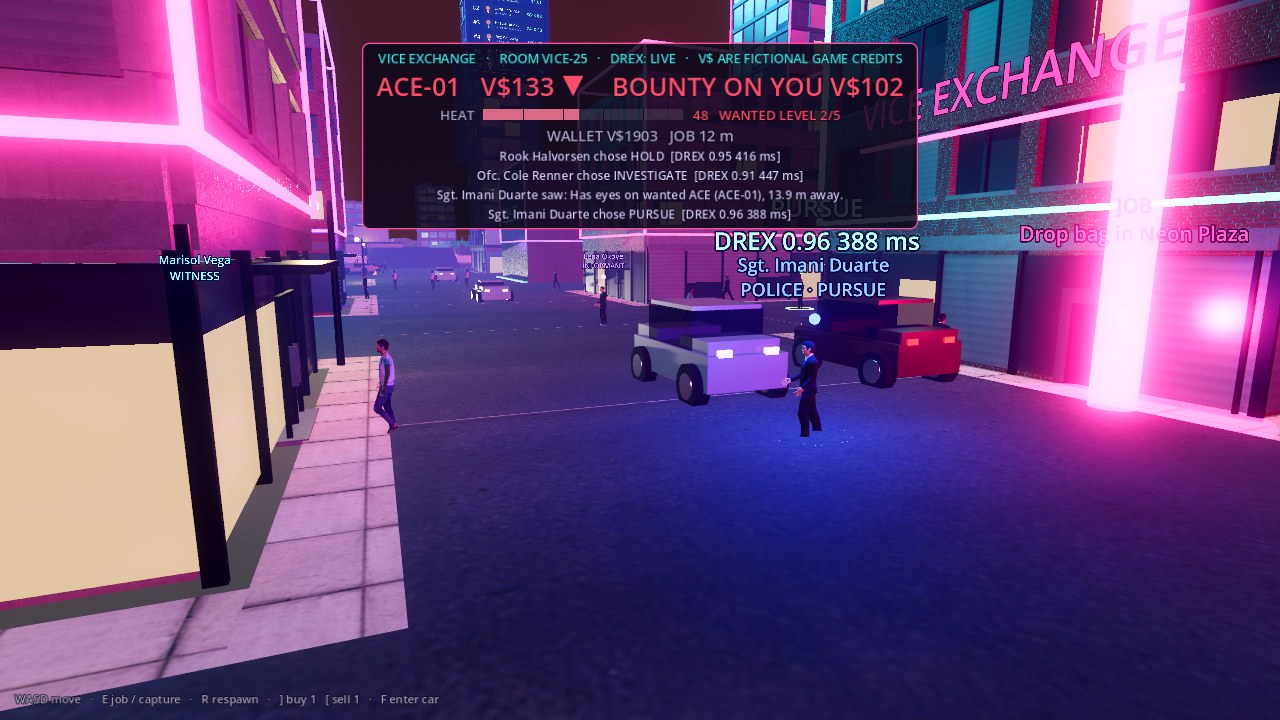 VICE EXCHANGE · ROOM VICE-25 · DREX: LIVE · V$ ARE FICTIONAL GAME CREDITS
ACE-01 V$133 ▼ BOUNTY ON YOU V$102
HEAT 48 WANTED LEVEL 2/5
WALLET V$1903 JOB 12 m
Rook Halvorsen chose HOLD [DREX 0.95 416 ms]
Ofc. Cole Renner chose INVESTIGATE [DREX 0.91 447 ms]
Sgt. Imani Duarte saw: Has eyes on wanted ACE (ACE-01), 13.9 m away.
Sgt. Imani Duarte chose PURSUE [DREX 0.96 388 ms]
VICE EXCHANGE
PURSUE
DREX 0.96 388 ms
Sgt. Imani Duarte
POLICE · PURSUE
JOB
Drop bag in Neon Plaza
Marisol Vega
WITNESS
WASD move · E job / capture · R respawn · ] buy 1 [ sell 1 · F enter car